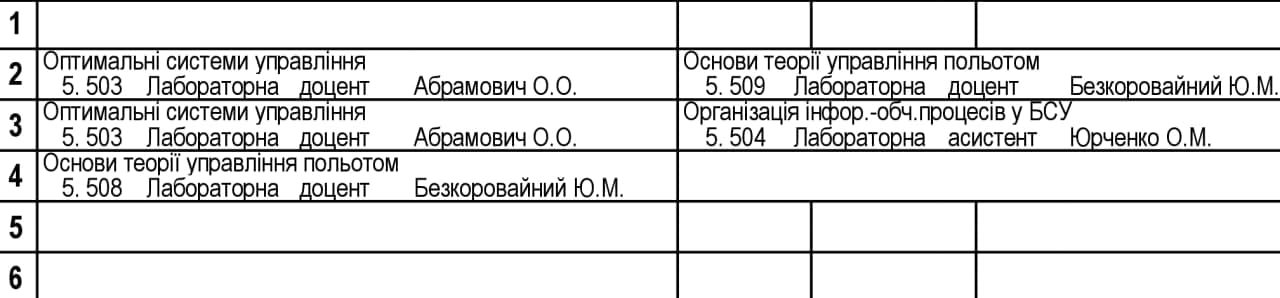 1
2
Оптимальні системи управління
5. 503 Лабораторна доцент Абрамович О.О.
Основи теорії управління польотом
5. 509 Лабораторна доцент Безкоровайний Ю.М.
3
Оптимальні системи управління
5. 503 Лабораторна доцент Абрамович О.О.
Організація інфор.-обч.процесів у БСУ
5. 504 Лабораторна асистент Юрченко О.М.
4
Основи теорії управління польотом
5. 508 Лабораторна доцент Безкоровайний Ю.М.
5
6